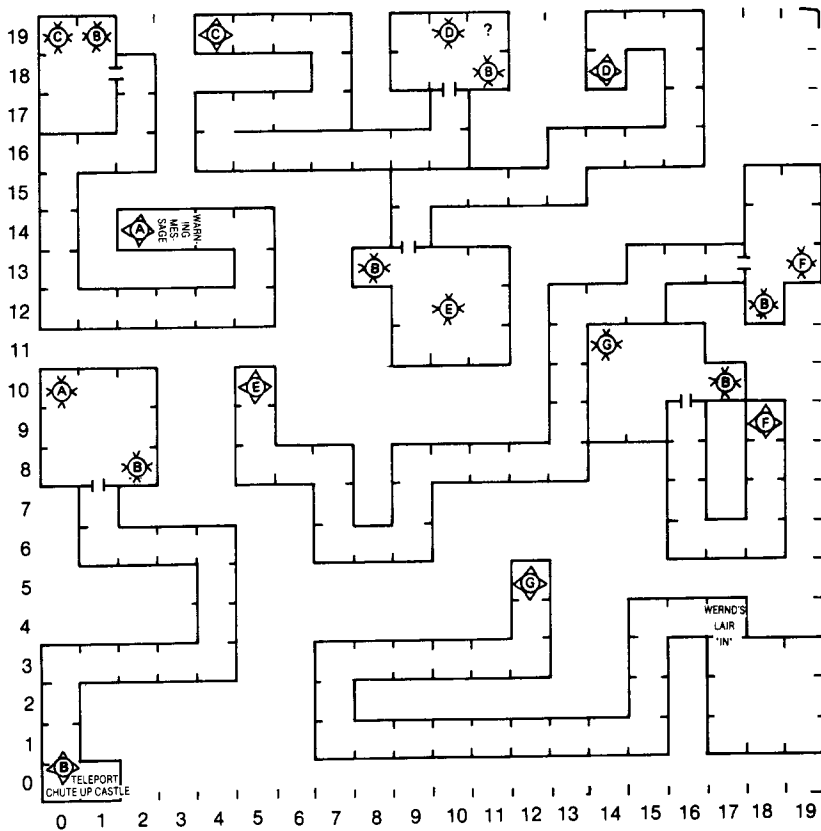 19 C B C D ? 
18 B D
17
16
15
14 A WARN-
ING
MES-
SAGE
13 B F
12 E B
11 G
10 A E B
9 F
8 B
7
6
5 G
4 WERND'S
LAIR
"IN"
3
2
1
B TELEPORT
0 CHUTE UP CASTLE
0 1 2 3 4 5 6 7 8 9 10 11 12 13 14 15 16 17 18 19